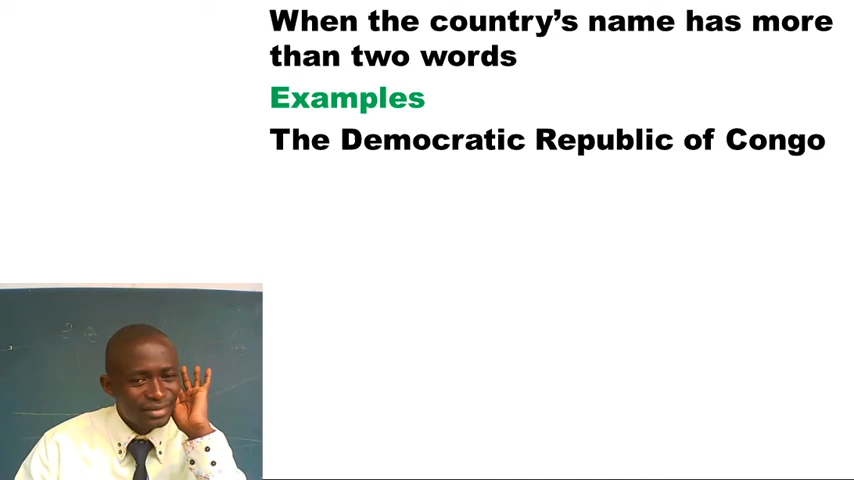 When the country’s name has more
than two words
Examples
The Democratic Republic of Congo